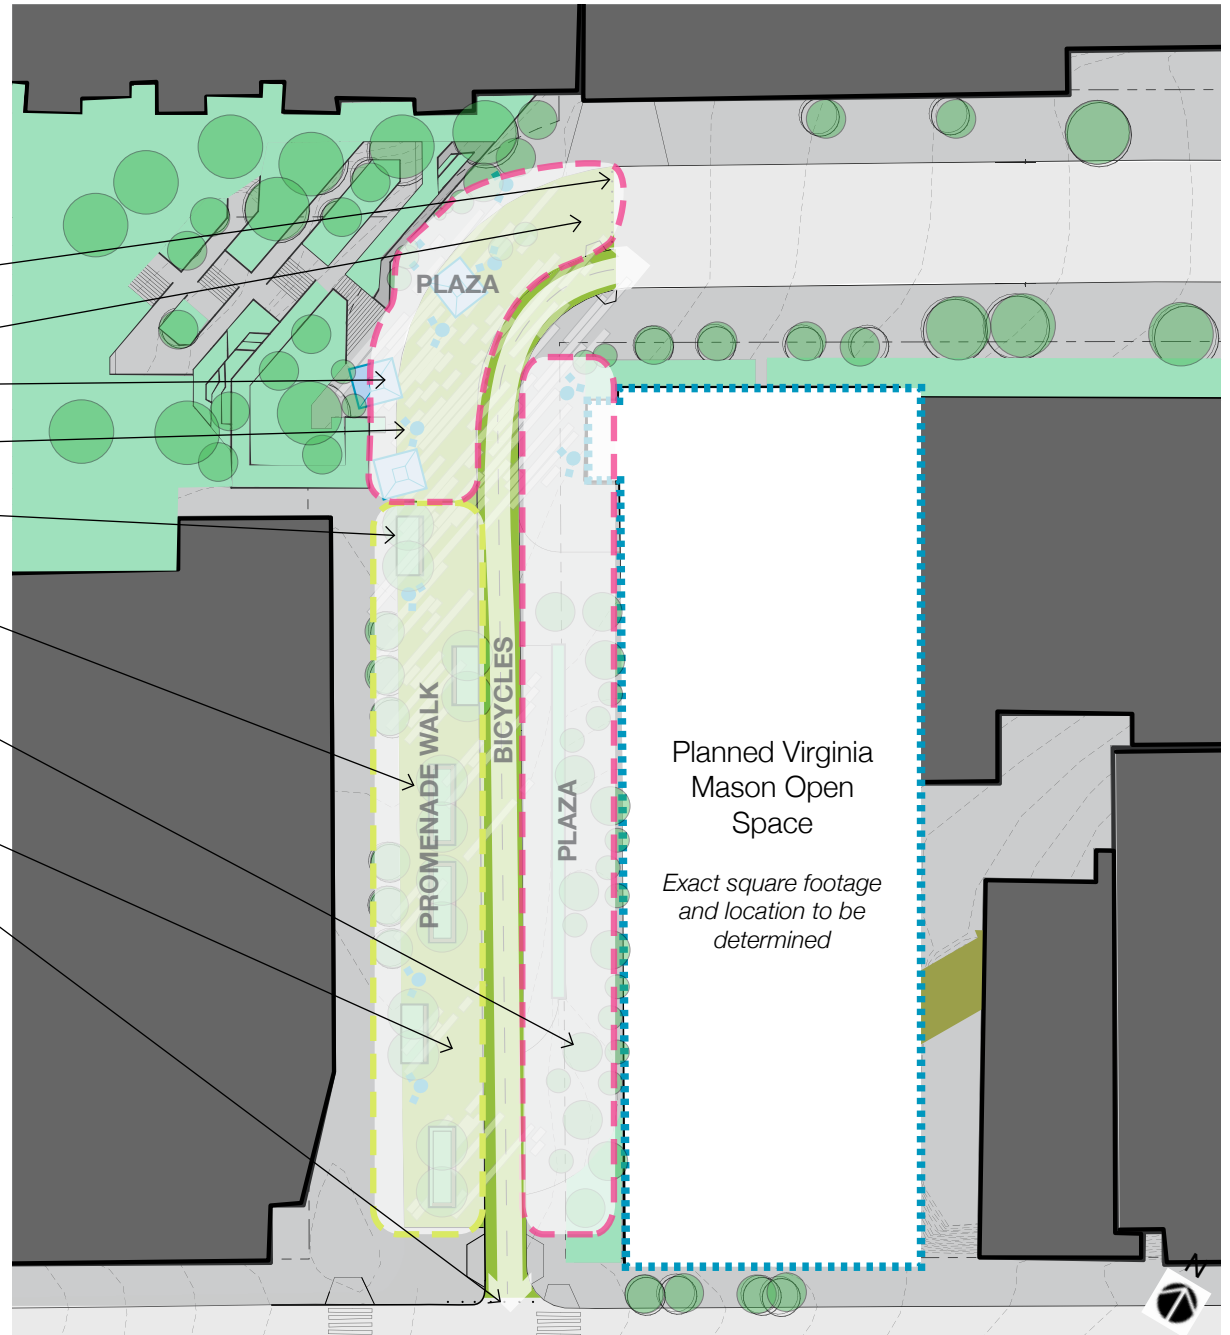 PLAZA
BICYCLES
PROMENADE WALK
PLAZA
Planned Virginia
Mason Open
Space
Exact square footage
and location to be
determined
N